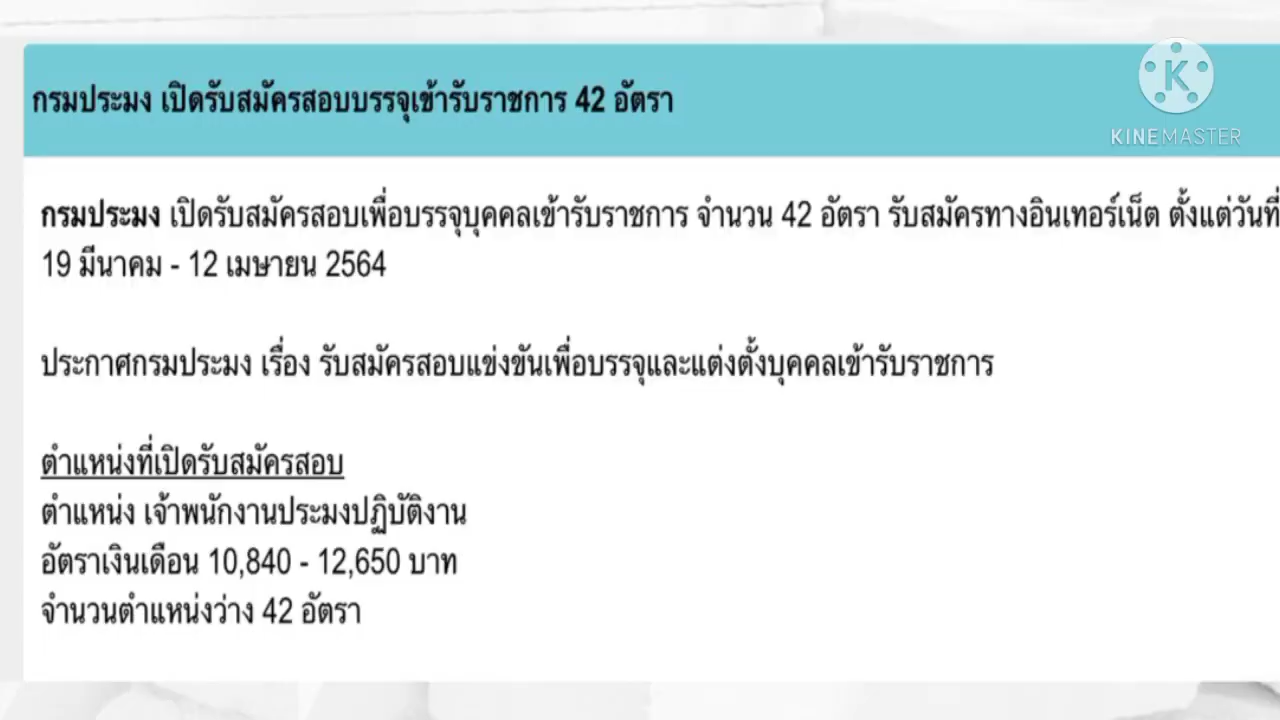 กรมประมง เปิดรับสมัครสอบบรรจุเข้ารับราชการ 42 อัตรา
KINEMASTER
กรมประมง เปิดรับสมัครสอบเพื่อบรรจุบุคคลเข้ารับราชการ จำนวน 42 อัตรา รับสมัครทางอินเทอร์เน็ต ตั้งแต่วันที่
19 มีนาคม - 12 เมษายน 2564
ประกาศกรมประมง เรื่อง รับสมัครสอบแข่งขันเพื่อบรรจุและแต่งตั้งบุคคลเข้ารับราชการ
ตำแหน่งที่เปิดรับสมัครสอบ
ตำแหน่ง เจ้าพนักงานประมงปฏิบัติงาน
อัตราเงินเดือน 10,840 - 12,650 บาท
จำนวนตำแหน่งว่าง 42 อัตรา